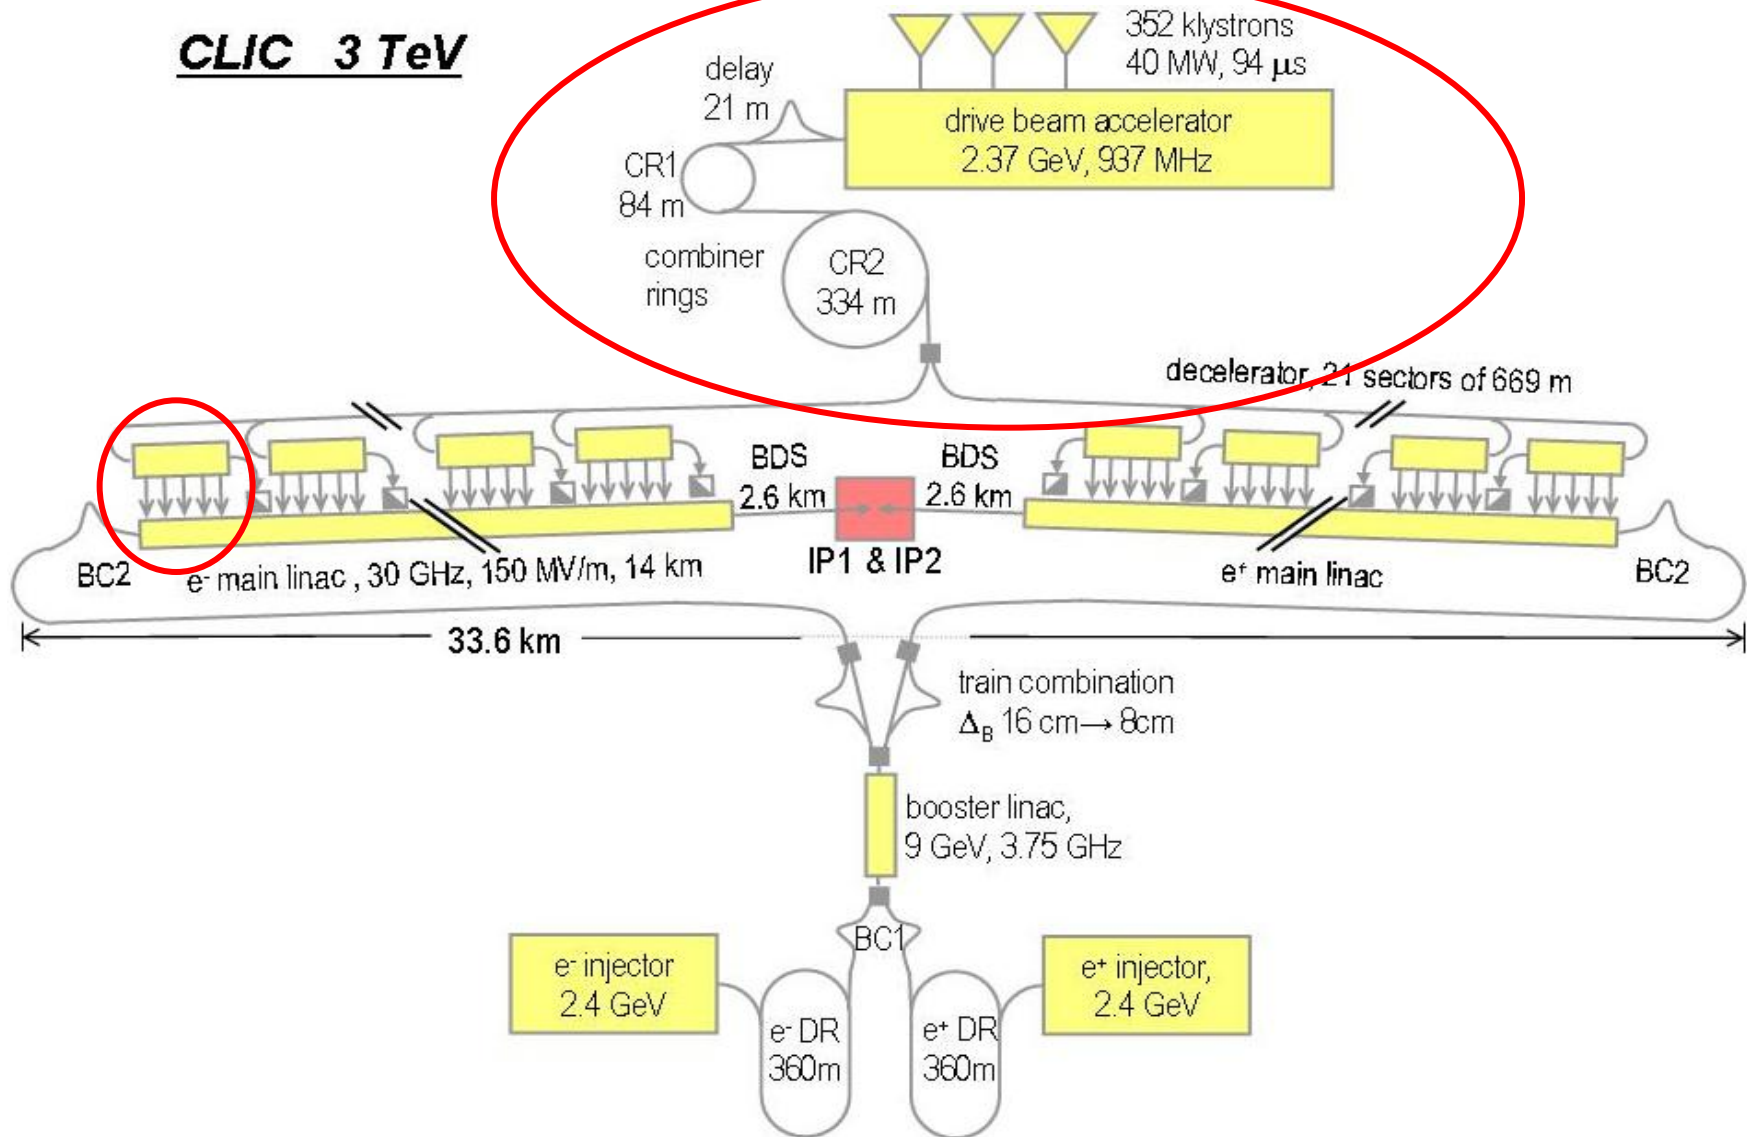 CLIC 3 TeV
352 klystrons
40 MW, 94 μs
delay
21 m
drive beam accelerator
2.37 GeV, 937 MHz
CR1
84 m
combiner
rings
CR2
334 m
decelerator, 21 sectors of 669 m
BDS
2.6 km
BDS
2.6 km
IP1 & IP2
BC2
e- main linac , 30 GHz, 150 MV/m, 14 km
e+ main linac
BC2
33.6 km
train combination
ΔB 16 cm→ 8cm
booster linac,
9 GeV, 3.75 GHz
BC1
e- injector
2.4 GeV
e+ injector,
2.4 GeV
e- DR
360m
e+ DR
360m